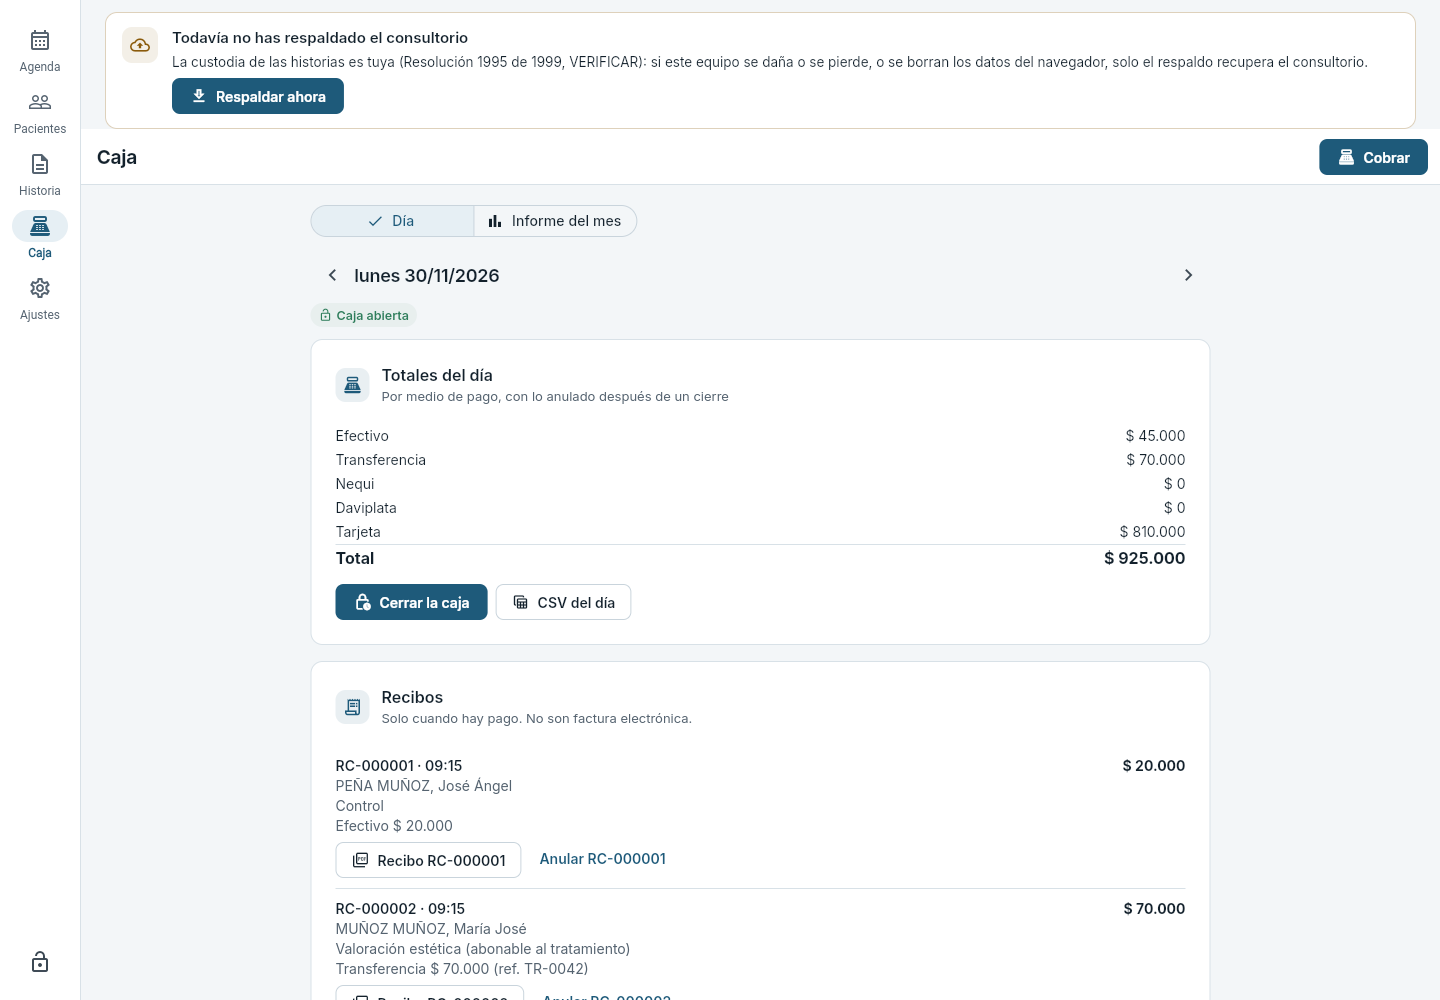 Todavía no has respaldado el consultorio
La custodia de las historias es tuya (Resolución 1995 de 1999, VERIFICAR): si este equipo se daña o se pierde, o se borran los datos del navegador, solo el respaldo recupera el consultorio.
Respaldar ahora
Agenda
Pacientes
Historia
Caja
Ajustes
Caja
Cobrar
Día
Informe del mes
lunes 30/11/2026
Caja abierta
Totales del día
Por medio de pago, con lo anulado después de un cierre
Efectivo $ 45.000
Transferencia $ 70.000
Nequi $ 0
Daviplata $ 0
Tarjeta $ 810.000
Total $ 925.000
Cerrar la caja
CSV del día
Recibos
Solo cuando hay pago. No son factura electrónica.
RC-000001 · 09:15 $ 20.000
PEÑA MUÑOZ, José Ángel
Control
Efectivo $ 20.000
Recibo RC-000001
Anular RC-000001
RC-000002 · 09:15 $ 70.000
MUÑOZ MUÑOZ, María José
Valoración estética (abonable al tratamiento)
Transferencia $ 70.000 (ref. TR-0042)
Recibo RC-000002
Anular RC-000002